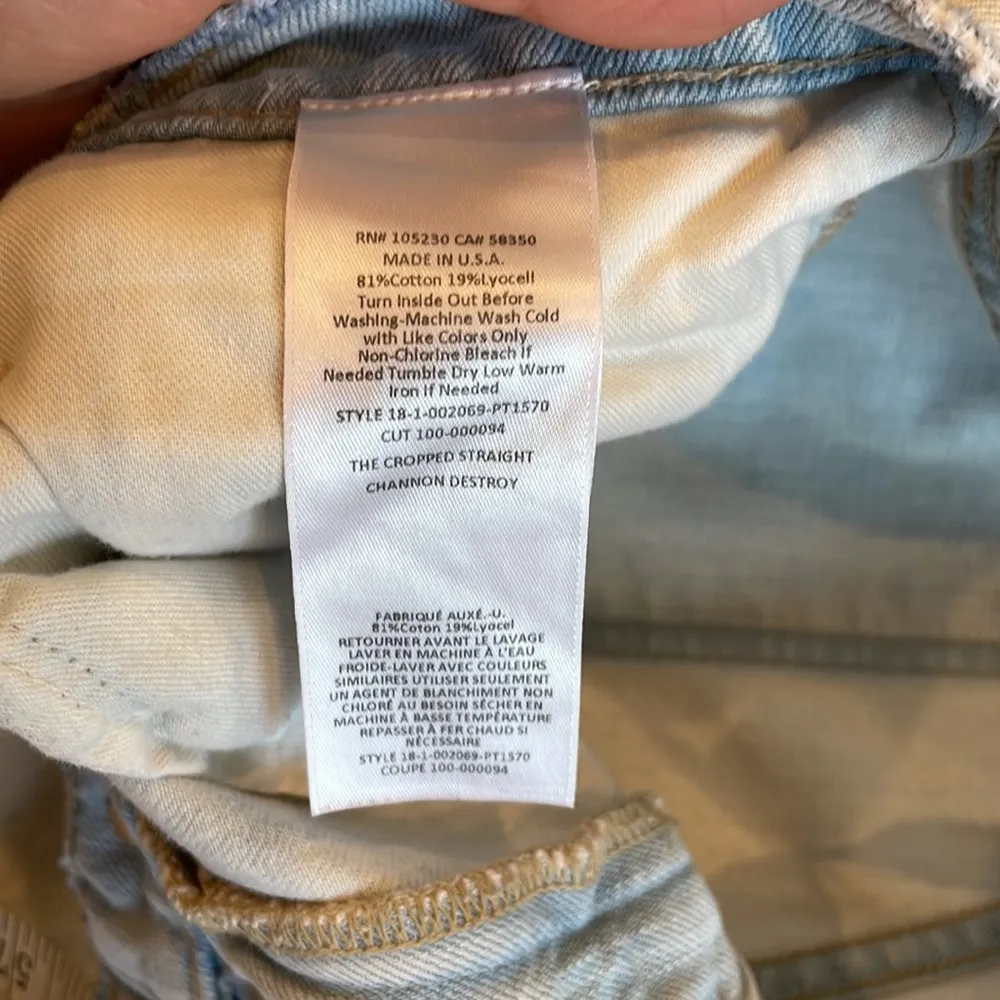 RN# 105230 CA# 58350
MADE IN U.S.A.
81%Cotton 19%Lyocell
Turn Inside Out Before
Washing-Machine Wash Cold
with Like Colors Only
Non-Chlorine Bleach If
Needed Tumble Dry Low Warm
Iron If Needed
STYLE 18-1-002069-PT1570
CUT 100-000094
THE CROPPED STRAIGHT
CHANNON DESTROY
FABRIQUÉ AUXÉ.-U.
81%Coton 19%Lyocel
RETOURNER AVANT LE LAVAGE
LAVER EN MACHINE À L'EAU
FROIDE-LAVER AVEC COULEURS
SIMILAIRES UTILISER SEULEMENT
UN AGENT DE BLANCHIMENT NON
CHLORÉ AU BESOIN SÉCHER EN
MACHINE À BASSE TEMPÉRATURE
REPASSER À FER CHAUD SI
NÉCESSAIRE
STYLE 18-1-002069-PT1570
COUPE 100-000094
57